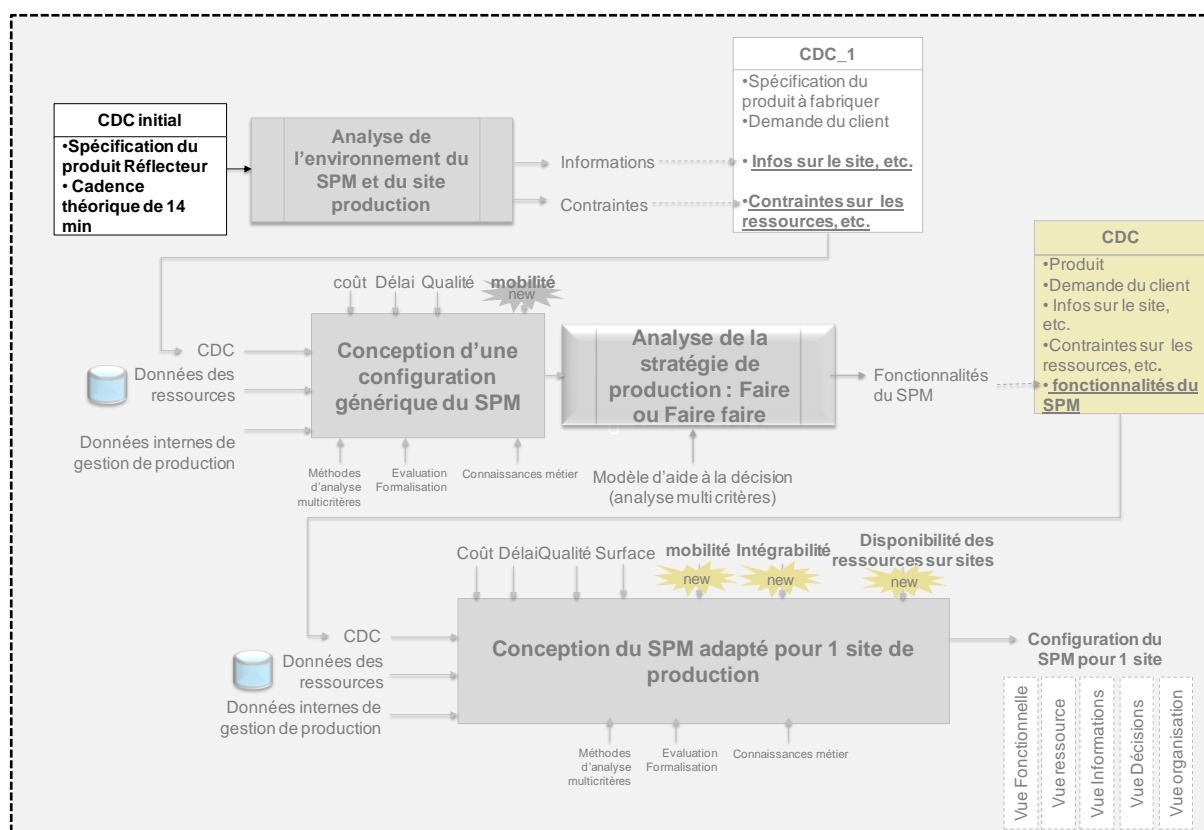 CDC_1
•Spécification du
produit à fabriquer
•Demande du client
• Infos sur le site, etc.
•Contraintes sur les
ressources, etc.
CDC initial
•Spécification du
produit Réflecteur
• Cadence
théorique de 14
min
Analyse de
l'environnement du
SPM et du site
production
Informations
Contraintes
CDC
•Produit
•Demande du client
• Infos sur le site,
etc.
•Contraintes sur les
ressources, etc.
• fonctionnalités du
SPM
coût Délai Qualité mobilité
new
CDC
Données des
ressources
Données internes de
gestion de production
Conception d'une
configuration
générique du SPM
Méthodes
d'analyse
multicritères
Evaluation
Formalisation
Connaissances métier
Analyse de la
stratégie de
production : Faire
ou Faire faire
Fonctionnalités
du SPM
Modèle d'aide à la décision
(analyse multi critères)
Coût Délai Qualité Surface mobilité Intégrabilité
Disponibilité des
ressources sur sites
new
new
new
CDC
Données des
ressources
Données internes de
gestion de production
Conception du SPM adapté pour 1 site de
production
Méthodes
d'analyse
multicritères
Evaluation
Formalisation
Connaissances métier
Configuration du
SPM pour 1 site
Vue Fonctionnelle
Vue ressource
Vue Informations
Vue Décisions
Vue organisation